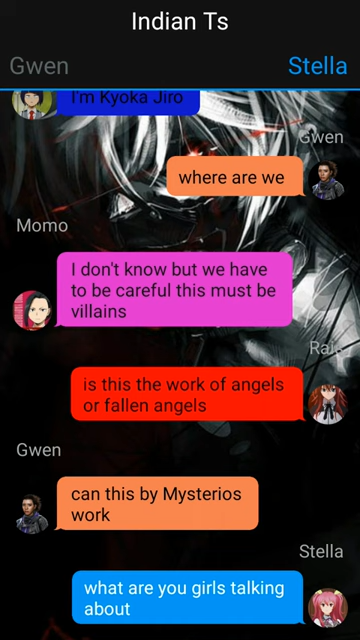 Indian Ts
Gwen
Stella
I'm Kyoka Jiro
Gwen
where are we
Momo
I don't know but we have
to be careful this must be
villains
is this the work of angels
or fallen angels
Gwen
can this by Mysterios
work
Stella
what are you girls talking
about